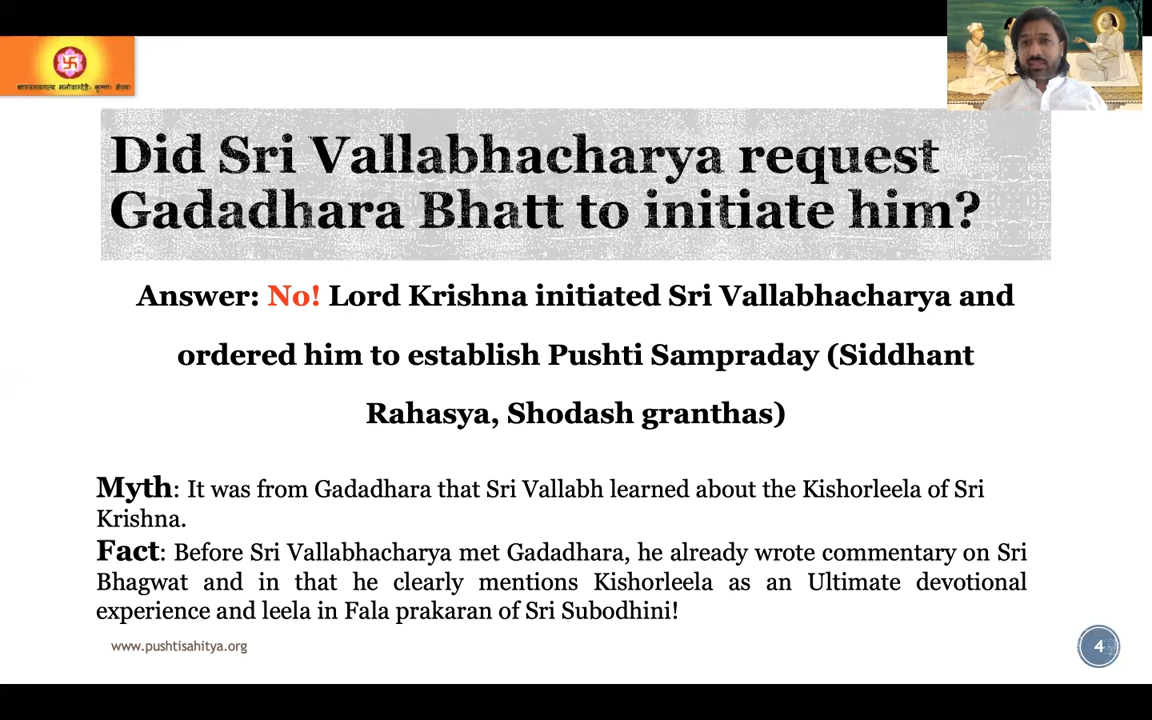 शास्त्रमवगत्य मनोवाग्देहैः कृष्णः सेव्यः
Did Sri Vallabhacharya request
Gadadhara Bhatt to initiate him?
Answer: No! Lord Krishna initiated Sri Vallabhacharya and
ordered him to establish Pushti Sampraday (Siddhant
Rahasya, Shodash granthas)
Myth: It was from Gadadhara that Sri Vallabh learned about the Kishorleela of Sri
Krishna.
Fact: Before Sri Vallabhacharya met Gadadhara, he already wrote commentary on Sri
Bhagwat and in that he clearly mentions Kishorleela as an Ultimate devotional
experience and leela in Fala prakaran of Sri Subodhini!
www.pushtisahitya.org
4